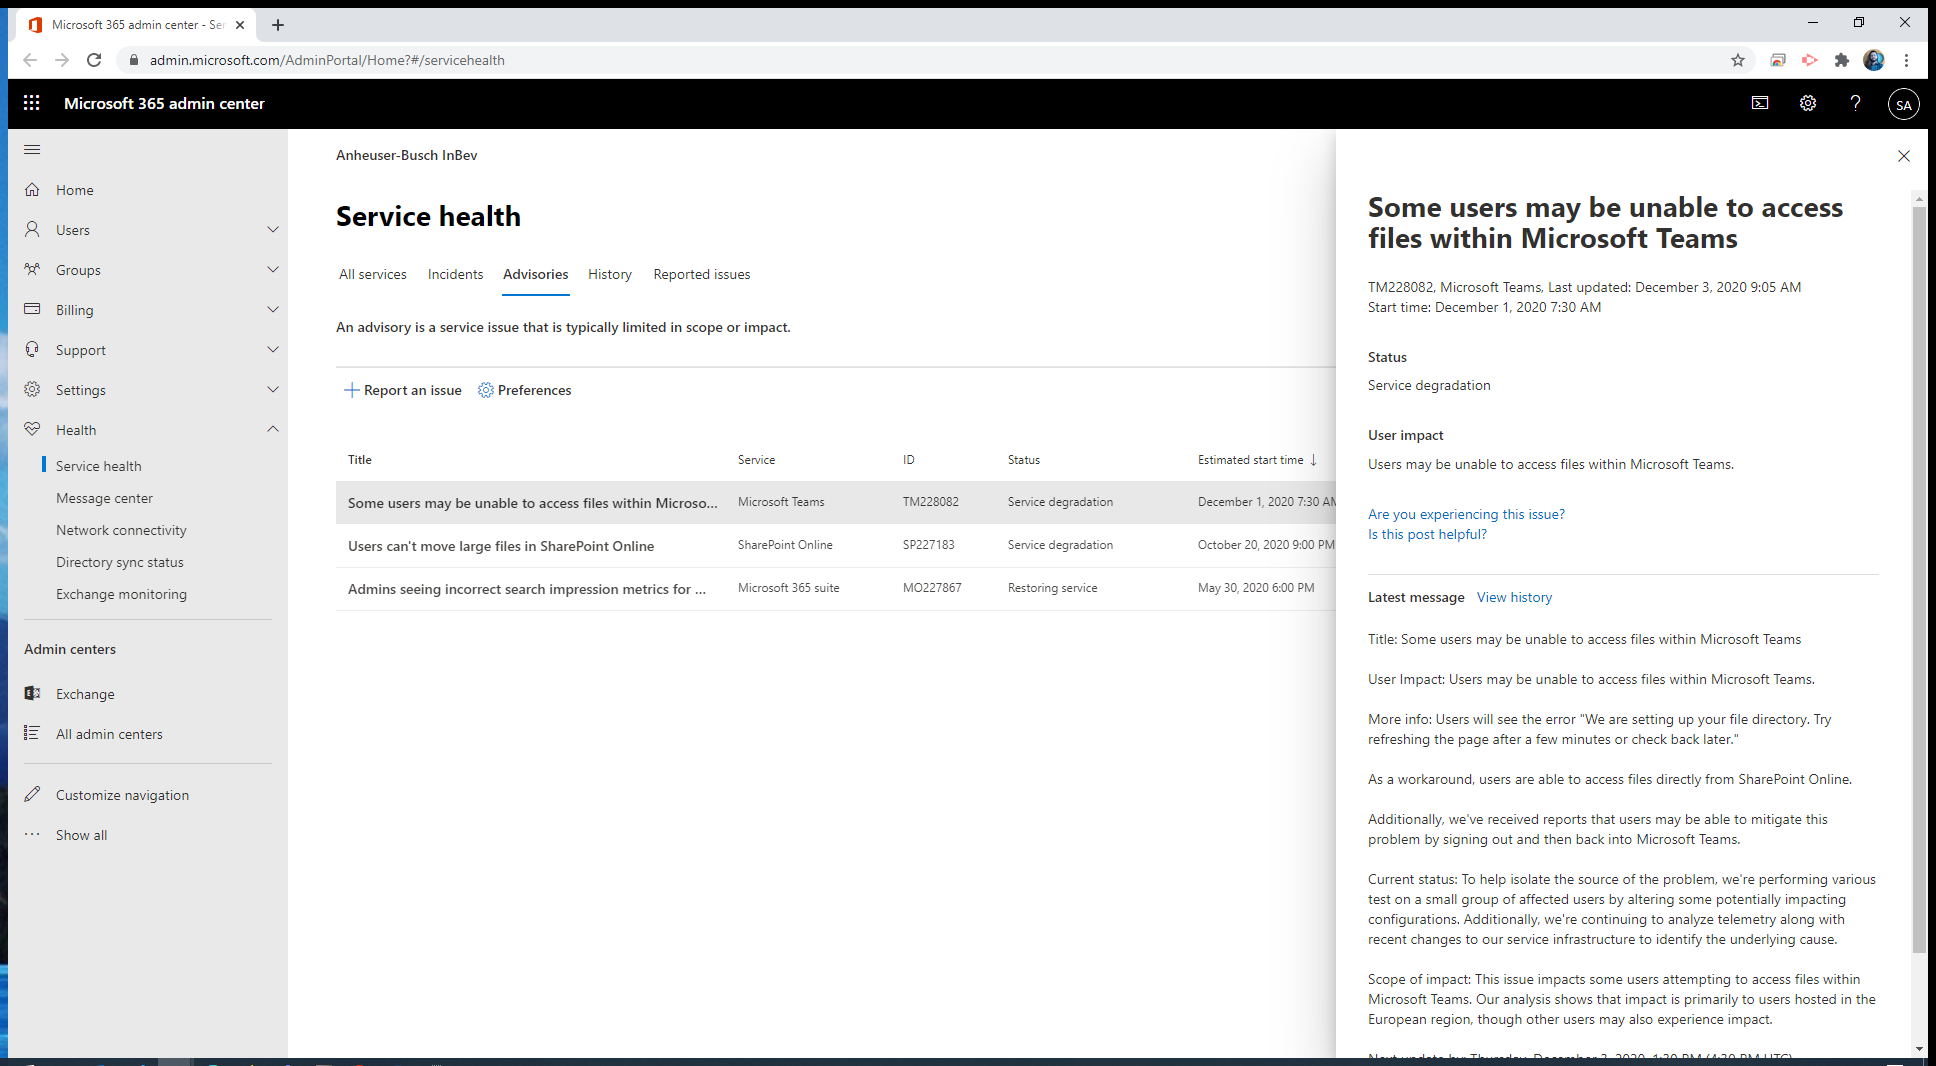 Microsoft 365 admin center - Ser
admin.microsoft.com/AdminPortal/Home?#/servicehealth
Microsoft 365 admin center
SA
Home
Users
Groups
Billing
Support
Settings
Health
Service health
Message center
Network connectivity
Directory sync status
Exchange monitoring
Admin centers
Exchange
All admin centers
Customize navigation
Show all
Anheuser-Busch InBev
Service health
All services Incidents Advisories History Reported issues
An advisory is a service issue that is typically limited in scope or impact.
Report an issue Preferences
Title Service ID Status Estimated start time ↓
Some users may be unable to access files within Microso... Microsoft Teams TM228082 Service degradation December 1, 2020 7:30 AM
Users can't move large files in SharePoint Online SharePoint Online SP227183 Service degradation October 20, 2020 9:00 PM
Admins seeing incorrect search impression metrics for ... Microsoft 365 suite MO227867 Restoring service May 30, 2020 6:00 PM
Some users may be unable to access
files within Microsoft Teams
TM228082, Microsoft Teams, Last updated: December 3, 2020 9:05 AM
Start time: December 1, 2020 7:30 AM
Status
Service degradation
User impact
Users may be unable to access files within Microsoft Teams.
Are you experiencing this issue?
Is this post helpful?
Latest message View history
Title: Some users may be unable to access files within Microsoft Teams
User Impact: Users may be unable to access files within Microsoft Teams.
More info: Users will see the error "We are setting up your file directory. Try
refreshing the page after a few minutes or check back later."
As a workaround, users are able to access files directly from SharePoint Online.
Additionally, we've received reports that users may be able to mitigate this
problem by signing out and then back into Microsoft Teams.
Current status: To help isolate the source of the problem, we're performing various
test on a small group of affected users by altering some potentially impacting
configurations. Additionally, we're continuing to analyze telemetry along with
recent changes to our service infrastructure to identify the underlying cause.
Scope of impact: This issue impacts some users attempting to access files within
Microsoft Teams. Our analysis shows that impact is primarily to users hosted in the
European region, though other users may also experience impact.
Next update by: Thursday, December 3, 2020, 1:30 PM (4:30 PM UTC)